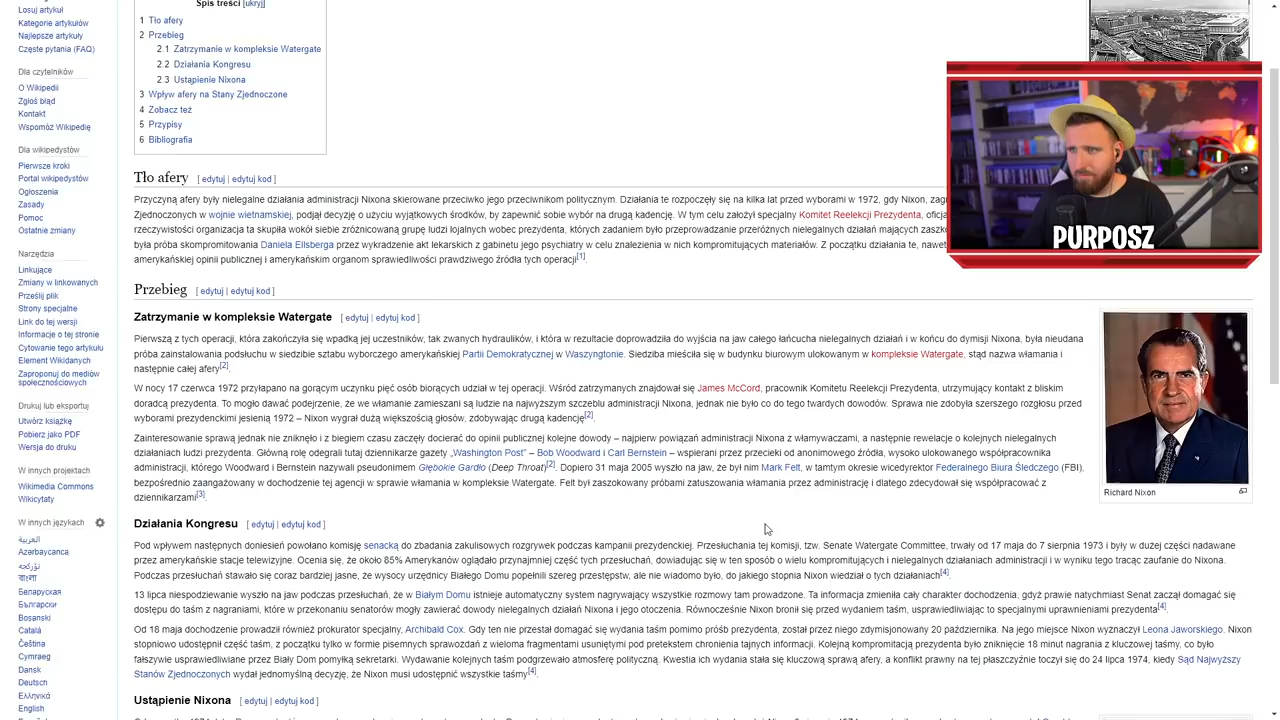 Losuj artykuł
Kategorie artykułów
Najlepsze artykuły
Częste pytania (FAQ)
Dla czytelników
O Wikipedii
Zgłoś błąd
Kontakt
Wspomóż Wikipedię
Dla wikipedystów
Pierwsze kroki
Portal wikipedystów
Ogłoszenia
Zasady
Pomoc
Ostatnie zmiany
Narzędzia
Linkujące
Zmiany w linkowanych
Prześlij plik
Strony specjalne
Link do tej wersji
Informacje o tej stronie
Cytowanie tego artykułu
Element Wikidanych
Zaproponuj do mediów
społecznościowych
Drukuj lub eksportuj
Utwórz książkę
Pobierz jako PDF
Wersja do druku
W innych projektach
Wikimedia Commons
Wikicytaty
W innych językach
العربية
Azərbaycanca
تۆرکجه
বাংলা
Беларуская
Български
Bosanski
Català
Čeština
Cymraeg
Dansk
Deutsch
Ελληνικά
English
Spis treści [ukryj]
1 Tło afery
2 Przebieg
2.1 Zatrzymanie w kompleksie Watergate
2.2 Działania Kongresu
2.3 Ustąpienie Nixona
3 Wpływ afery na Stany Zjednoczone
4 Zobacz też
5 Przypisy
6 Bibliografia
Tło afery [ edytuj | edytuj kod ]
Przyczyną afery były nielegalne działania administracji Nixona skierowane przeciwko jego przeciwnikom politycznym. Działania te rozpoczęły się na kilka lat przed wyborami w 1972, gdy Nixon,
Zjednoczonych w wojnie wietnamskiej, podjął decyzję o użyciu wyjątkowych środków, by zapewnić sobie wybór na drugą kadencję. W tym celu założył specjalny Komitet Reelekcji Prezydenta,
rzeczywistości organizacja ta skupiła wokół siebie zróżnicowaną grupę ludzi lojalnych wobec prezydenta, których zadaniem było przeprowadzanie przeróżnych nielegalnych działań mających
była próba skompromitowania Daniela Ellsberga przez wykradzenie akt lekarskich z gabinetu jego psychiatry w celu znalezienia w nich kompromitujących materiałów. Z początku działania te,
amerykańskiej opinii publicznej i amerykańskim organom sprawiedliwości prawdziwego źródła tych operacji[1].
PURPOSZ
Przebieg [ edytuj | edytuj kod ]
Zatrzymanie w kompleksie Watergate [ edytuj | edytuj kod ]
Pierwszą z tych operacji, która zakończyła się wpadką jej uczestników, tak zwanych hydraulików, i która w rezultacie doprowadziła do wyjścia na jaw całego łańcucha nielegalnych działań i w końcu do dymisji Nixona, była nieudana
próba zainstalowania podsłuchu w siedzibie sztabu wyborczego amerykańskiej Partii Demokratycznej w Waszyngtonie. Siedziba mieściła się w budynku biurowym ulokowanym w kompleksie Watergate, stąd nazwa włamania i
następnie całej afery[2].
W nocy 17 czerwca 1972 przyłapano na gorącym uczynku pięć osób biorących udział w tej operacji. Wśród zatrzymanych znajdował się James McCord, pracownik Komitetu Reelekcji Prezydenta, utrzymujący kontakt z bliskim
doradcą prezydenta. To mogło dawać podejrzenie, że we włamanie zamieszani są ludzie na najwyższym szczeblu administracji Nixona, jednak nie było co do tego twardych dowodów. Sprawa nie zdobyła szerszego rozgłosu przed
wyborami prezydenckimi jesienią 1972 – Nixon wygrał dużą większością głosów, zdobywając drugą kadencję[2].
Zainteresowanie sprawą jednak nie zniknęło i z biegiem czasu zaczęły docierać do opinii publicznej kolejne dowody – najpierw powiązań administracji Nixona z włamywaczami, a następnie rewelacje o kolejnych nielegalnych
działaniach ludzi prezydenta. Główną rolę odegrali tutaj dziennikarze gazety „Washington Post” – Bob Woodward i Carl Bernstein – wspierani przez przecieki od anonimowego źródła, wysoko ulokowanego współpracownika
administracji, którego Woodward i Bernstein nazywali pseudonimem Głębokie Gardło (Deep Throat)[2]. Dopiero 31 maja 2005 wyszło na jaw, że był nim Mark Felt, w tamtym okresie wicedyrektor Federalnego Biura Śledczego (FBI),
bezpośrednio zaangażowany w dochodzenie tej agencji w sprawie włamania w kompleksie Watergate. Felt był zaszokowany próbami zatuszowania włamania przez administrację i dlatego zdecydował się współpracować z
dziennikarzami[3].
Richard Nixon
Działania Kongresu [ edytuj | edytuj kod ]
Pod wpływem następnych doniesień powołano komisję senacką do zbadania zakulisowych rozgrywek podczas kampanii prezydenckiej. Przesłuchania tej komisji, tzw. Senate Watergate Committee, trwały od 17 maja do 7 sierpnia 1973 i były w dużej części nadawane
przez amerykańskie stacje telewizyjne. Ocenia się, że około 85% Amerykanów oglądało przynajmniej część tych przesłuchań, dowiadując się w ten sposób o wielu kompromitujących i nielegalnych działaniach administracji i w wyniku tego tracąc zaufanie do Nixona.
Podczas przesłuchań stawało się coraz bardziej jasne, że wysocy urzędnicy Białego Domu popełnili szereg przestępstw, ale nie wiadomo było, do jakiego stopnia Nixon wiedział o tych działaniach[4].
13 lipca niespodziewanie wyszło na jaw podczas przesłuchań, że w Białym Domu istnieje automatyczny system nagrywający wszystkie rozmowy tam prowadzone. Ta informacja zmieniła cały charakter dochodzenia, gdyż prawie natychmiast Senat zaczął domagać się
dostępu do taśm z nagraniami, które w przekonaniu senatorów mogły zawierać dowody nielegalnych działań Nixona i jego otoczenia. Równocześnie Nixon bronił się przed wydaniem taśm, usprawiedliwiając to specjalnymi uprawnieniami prezydenta[4].
Od 18 maja dochodzenie prowadził również prokurator specjalny, Archibald Cox. Gdy ten nie przestał domagać się wydania taśm pomimo próśb prezydenta, został przez niego zdymisjonowany 20 października. Na jego miejsce Nixon wyznaczył Leona Jaworskiego. Nixon
stopniowo udostępnił część taśm, z początku tylko w formie pisemnych sprawozdań z wieloma fragmentami usuniętymi pod pretekstem chronienia tajnych informacji. Kolejną kompromitacją prezydenta było zniknięcie 18 minut nagrania z kluczowej taśmy, co było
fałszywie usprawiedliwiane przez Biały Dom pomyłką sekretarki. Wydawanie kolejnych taśm podgrzewało atmosferę polityczną. Kwestia ich wydania stała się kluczową sprawą afery, a konflikt prawny na tej płaszczyźnie toczył się do 24 lipca 1974, kiedy Sąd Najwyższy
Stanów Zjednoczonych wydał jednomyślną decyzję, że Nixon musi udostępnić wszystkie taśmy[4].
Ustąpienie Nixona [ edytuj | edytuj kod ]